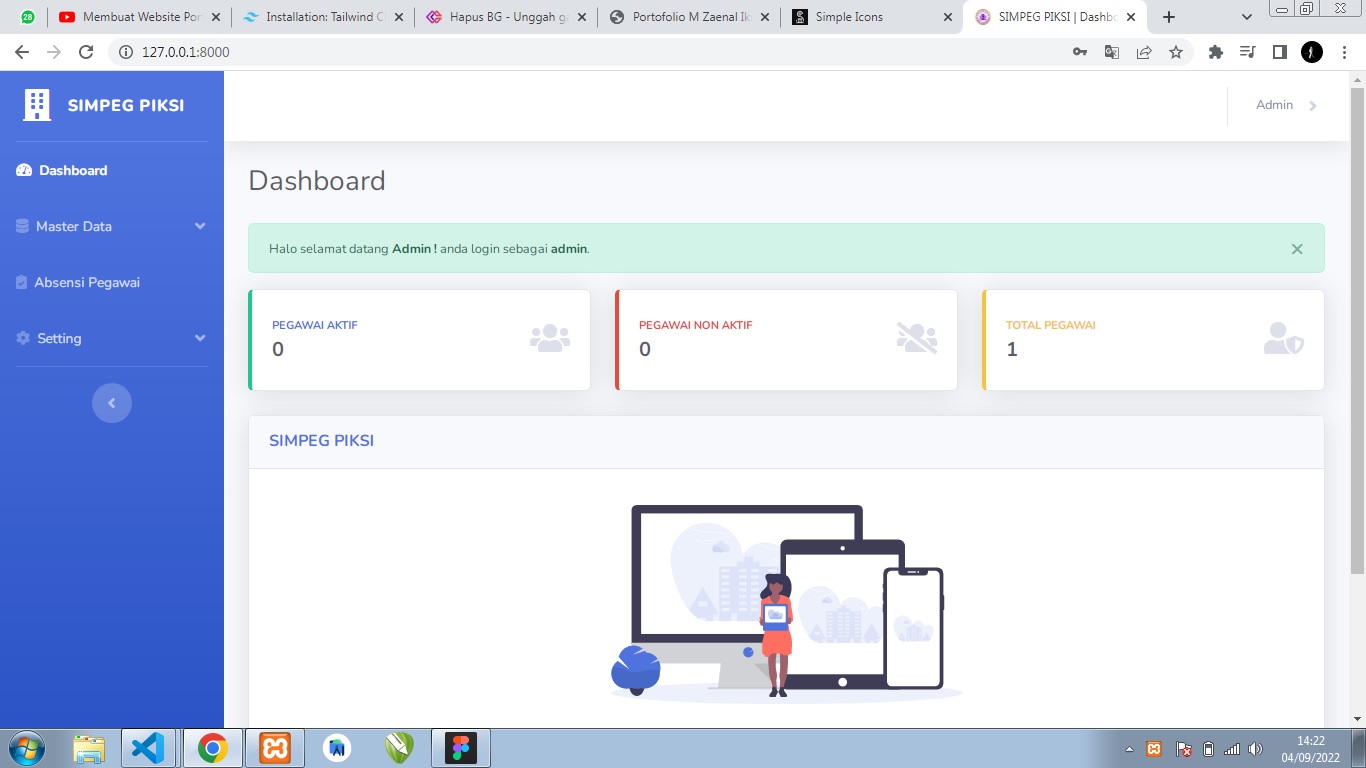 28
Membuat Website Por
Installation: Tailwind C
Hapus BG - Unggah g
Portofolio M Zaenal Ik
Simple Icons
SIMPEG PIKSI | Dashb
127.0.0.1:8000
SIMPEG PIKSI
Admin
Dashboard
Master Data
Absensi Pegawai
Setting
Dashboard
Halo selamat datang Admin ! anda login sebagai admin.
PEGAWAI AKTIF
0
PEGAWAI NON AKTIF
0
TOTAL PEGAWAI
1
SIMPEG PIKSI
14:22
04/09/2022